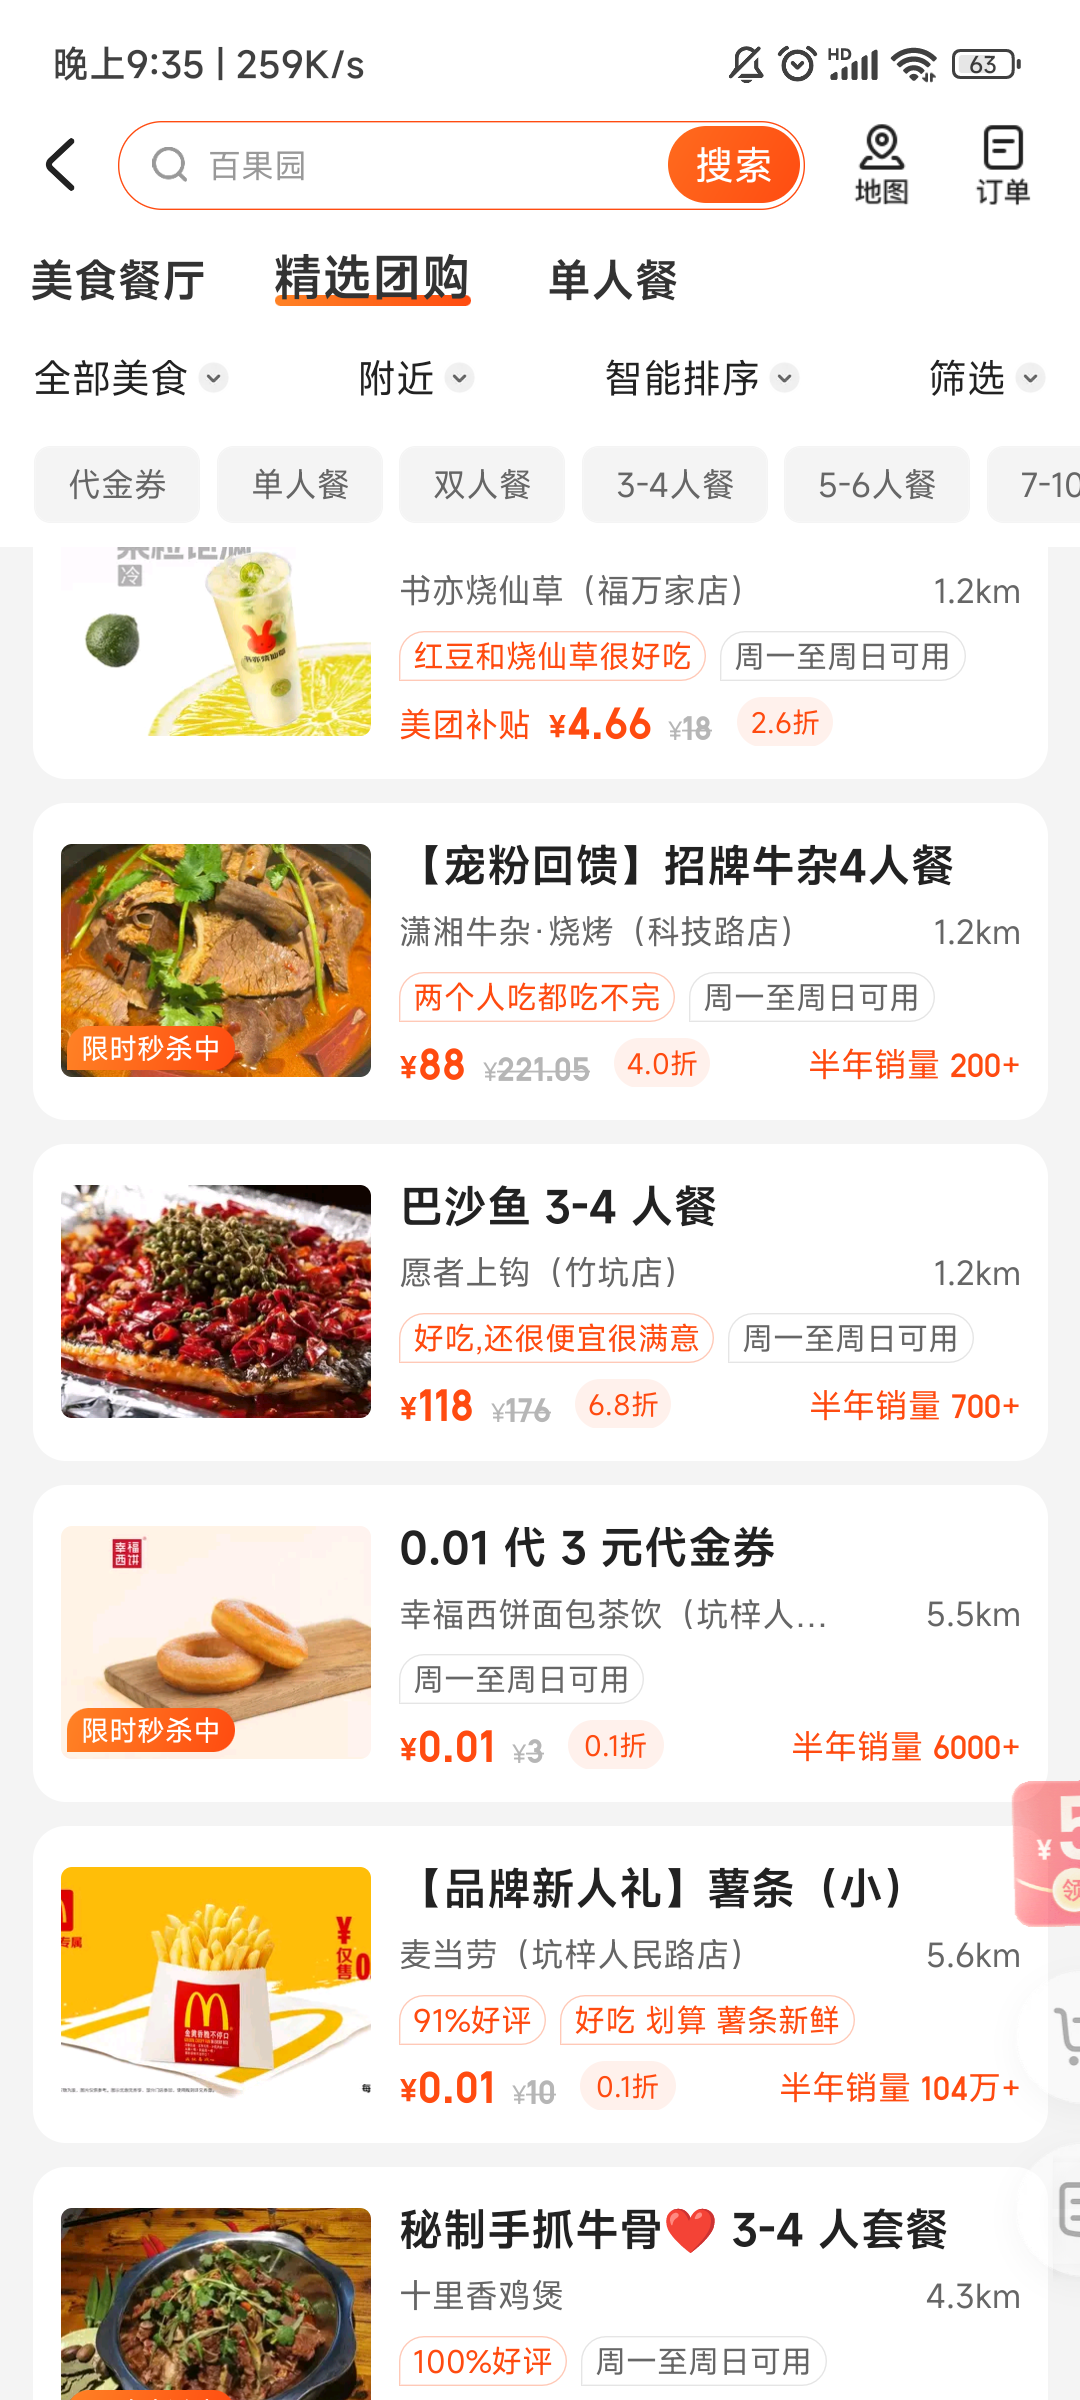 晚上9:35 | 259K/s
HD
63
百果园
搜索
地图
订单
美食餐厅
精选团购
单人餐
全部美食
附近
智能排序
筛选
代金券
单人餐
双人餐
3-4人餐
5-6人餐
7-10
冷
书亦烧仙草（福万家店）
1.2km
红豆和烧仙草很好吃
周一至周日可用
美团补贴 ¥4.66 ¥18 2.6折
【宠粉回馈】招牌牛杂4人餐
潇湘牛杂·烧烤（科技路店）
1.2km
两个人吃都吃不完
周一至周日可用
限时秒杀中
¥88 ¥221.05 4.0折
半年销量 200+
巴沙鱼 3-4 人餐
愿者上钩（竹坑店）
1.2km
好吃,还很便宜很满意
周一至周日可用
¥118 ¥176 6.8折
半年销量 700+
幸福西饼
0.01 代 3 元代金券
幸福西饼面包茶饮（坑梓人...
5.5km
周一至周日可用
限时秒杀中
¥0.01 ¥3 0.1折
半年销量 6000+
¥5
领
【品牌新人礼】薯条（小）
专属
¥
仅售0
麦当劳（坑梓人民路店）
5.6km
91%好评
好吃 划算 薯条新鲜
¥0.01 ¥10 0.1折
半年销量 104万+
秘制手抓牛骨❤️ 3-4 人套餐
十里香鸡煲
4.3km
100%好评
周一至周日可用